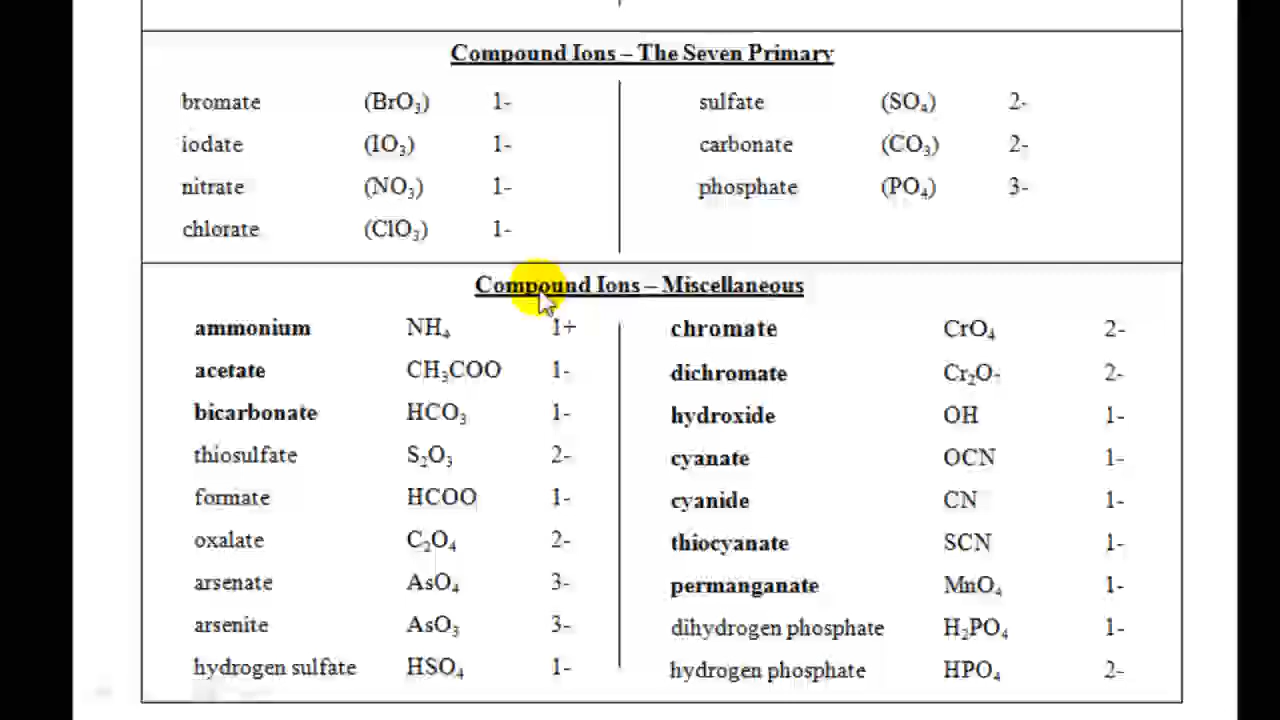 Compound Ions – The Seven Primary
bromate (BrO₃) 1- sulfate (SO₄) 2-
iodate (IO₃) 1- carbonate (CO₃) 2-
nitrate (NO₃) 1- phosphate (PO₄) 3-
chlorate (ClO₃) 1-
Compound Ions – Miscellaneous
ammonium NH₄ 1+ chromate CrO₄ 2-
acetate CH₃COO 1- dichromate Cr₂O₇ 2-
bicarbonate HCO₃ 1- hydroxide OH 1-
thiosulfate S₂O₃ 2- cyanate OCN 1-
formate HCOO 1- cyanide CN 1-
oxalate C₂O₄ 2- thiocyanate SCN 1-
arsenate AsO₄ 3- permanganate MnO₄ 1-
arsenite AsO₃ 3- dihydrogen phosphate H₂PO₄ 1-
hydrogen sulfate HSO₄ 1- hydrogen phosphate HPO₄ 2-